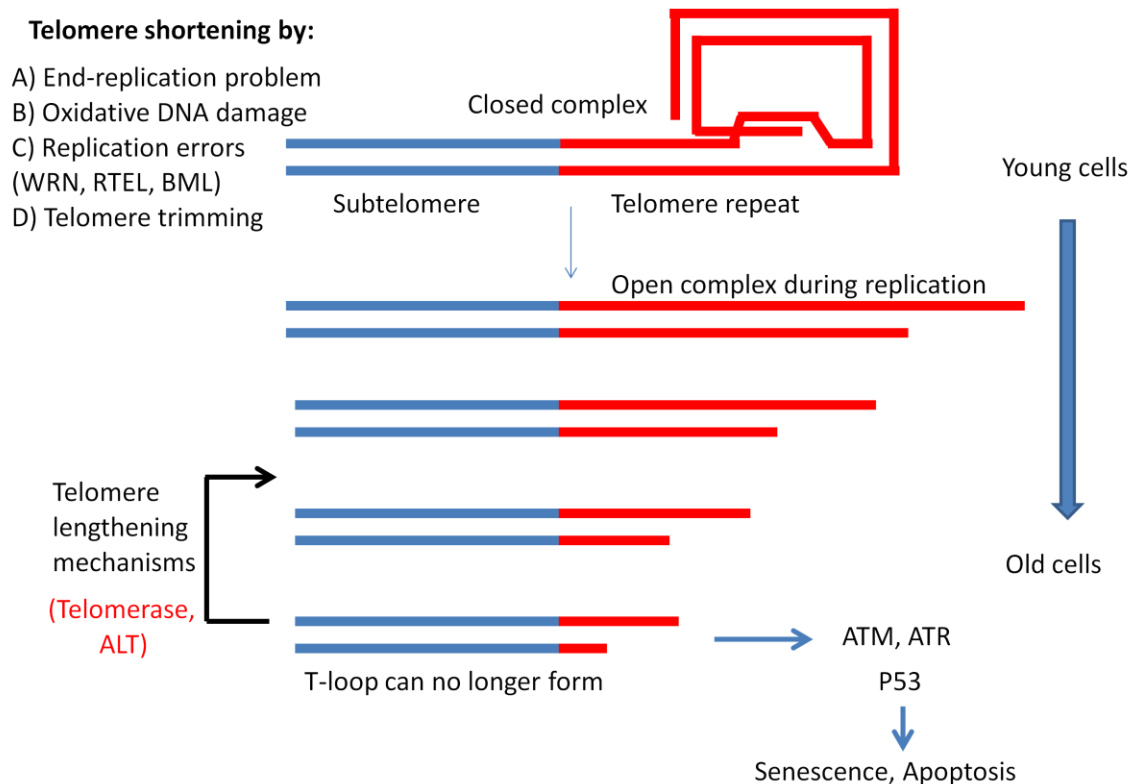 Telomere shortening by:
A) End-replication problem
B) Oxidative DNA damage
C) Replication errors
(WRN, RTEL, BML)
D) Telomere trimming
Closed complex
Subtelomere
Telomere repeat
Young cells
Open complex during replication
Telomere
lengthening
mechanisms
(Telomerase,
ALT)
Old cells
T-loop can no longer form
ATM, ATR
P53
Senescence, Apoptosis